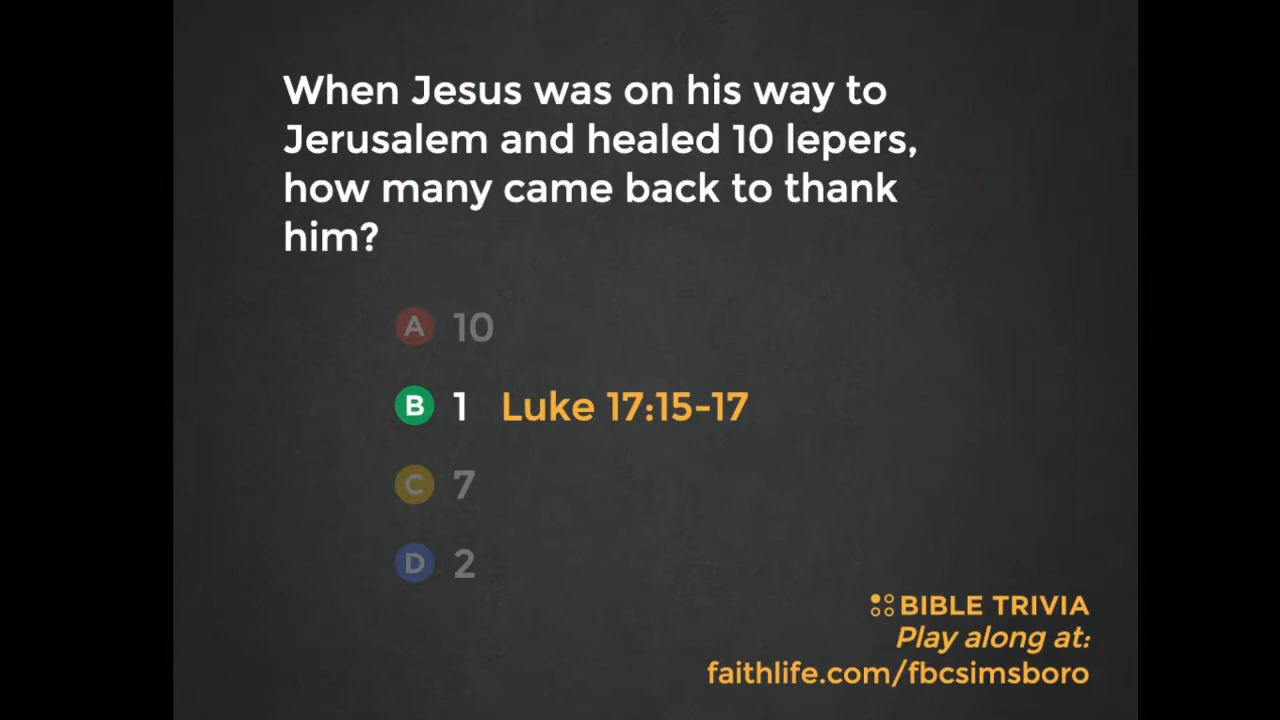 When Jesus was on his way to
Jerusalem and healed 10 lepers,
how many came back to thank
him?
A 10
B 1 Luke 17:15-17
C 7
D 2
BIBLE TRIVIA
Play along at:
faithlife.com/fbcsimsboro